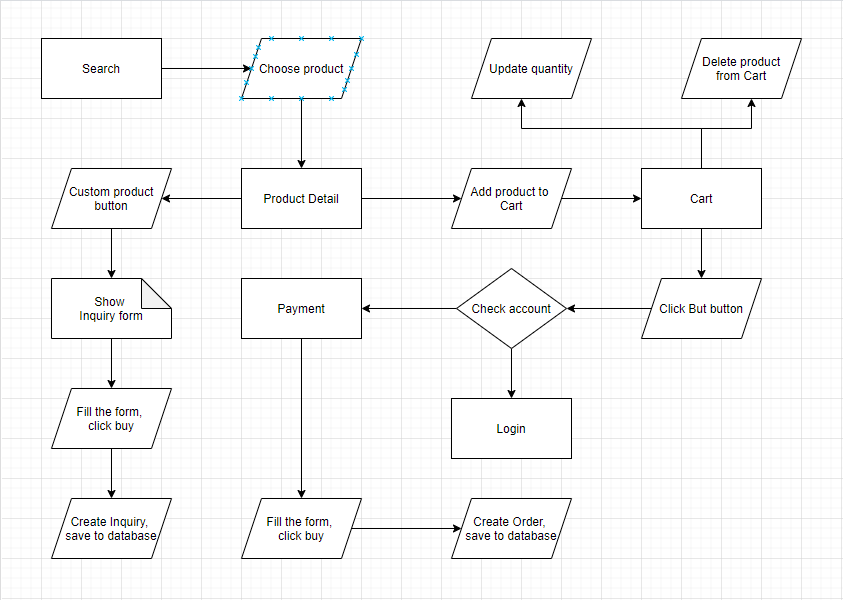 Search
Choose product
Update quantity
Delete product
from Cart
Custom product
button
Product Detail
Add product to
Cart
Cart
Show
Inquiry form
Payment
Check account
Click But button
Fill the form,
click buy
Login
Create Inquiry,
save to database
Fill the form,
click buy
Create Order,
save to database